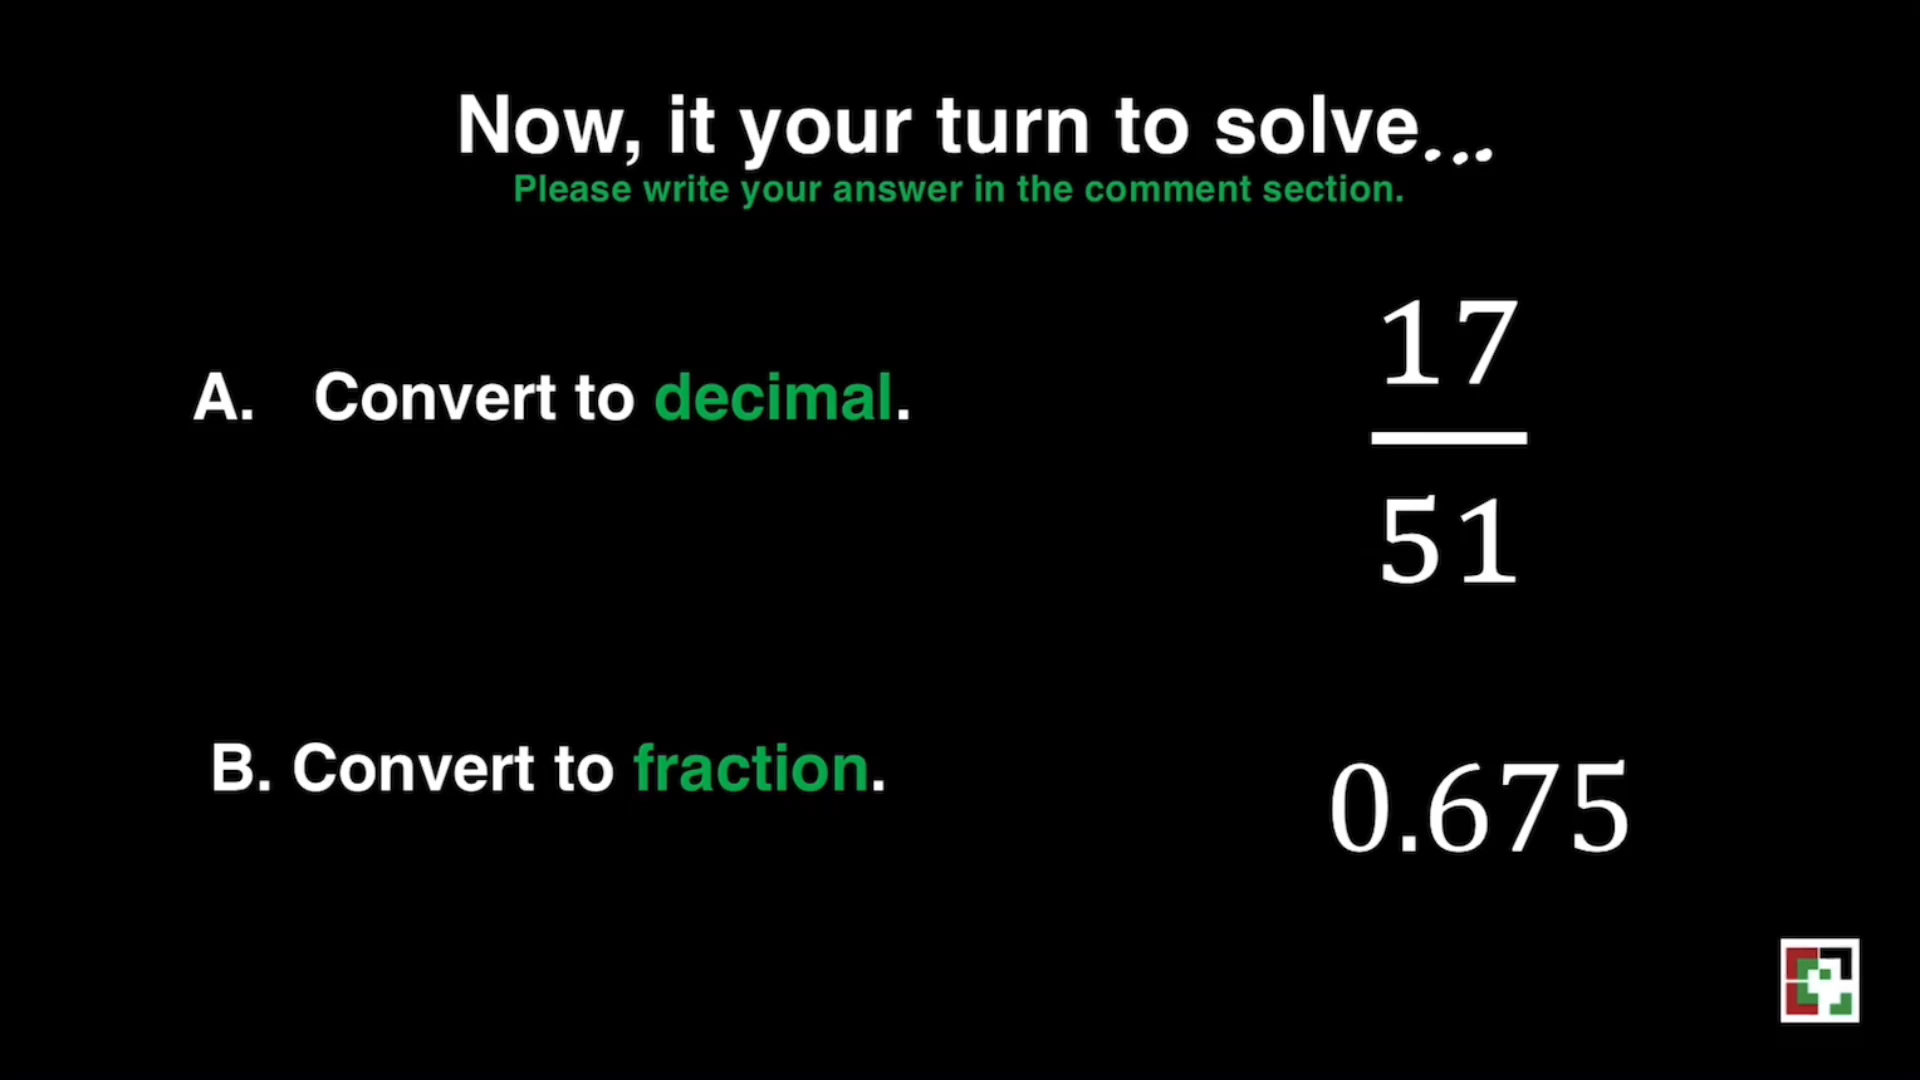 Now, it your turn to solve...
Please write your answer in the comment section.
A. Convert to decimal.
17
51
B. Convert to fraction.
0.675